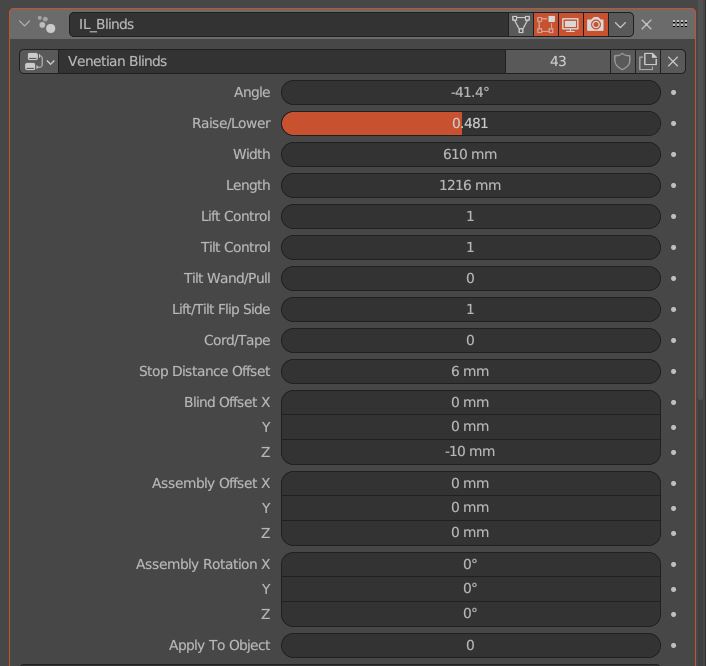 IL_Blinds
Venetian Blinds 43
Angle -41.4°
Raise/Lower 0.481
Width 610 mm
Length 1216 mm
Lift Control 1
Tilt Control 1
Tilt Wand/Pull 0
Lift/Tilt Flip Side 1
Cord/Tape 0
Stop Distance Offset 6 mm
Blind Offset X 0 mm
Y 0 mm
Z -10 mm
Assembly Offset X 0 mm
Y 0 mm
Z 0 mm
Assembly Rotation X 0°
Y 0°
Z 0°
Apply To Object 0